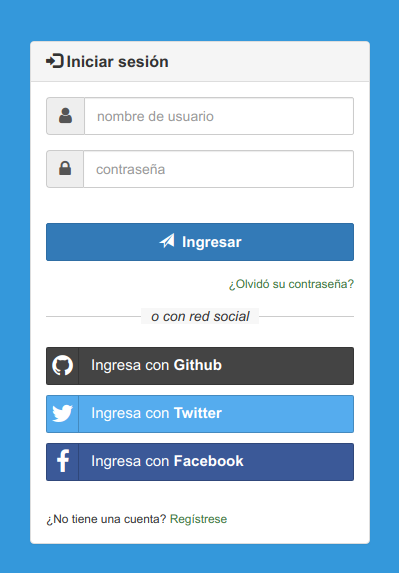 Iniciar sesión
nombre de usuario
contraseña
Ingresar
¿Olvidó su contraseña?
o con red social
Ingresa con Github
Ingresa con Twitter
Ingresa con Facebook
¿No tiene una cuenta? Regístrese